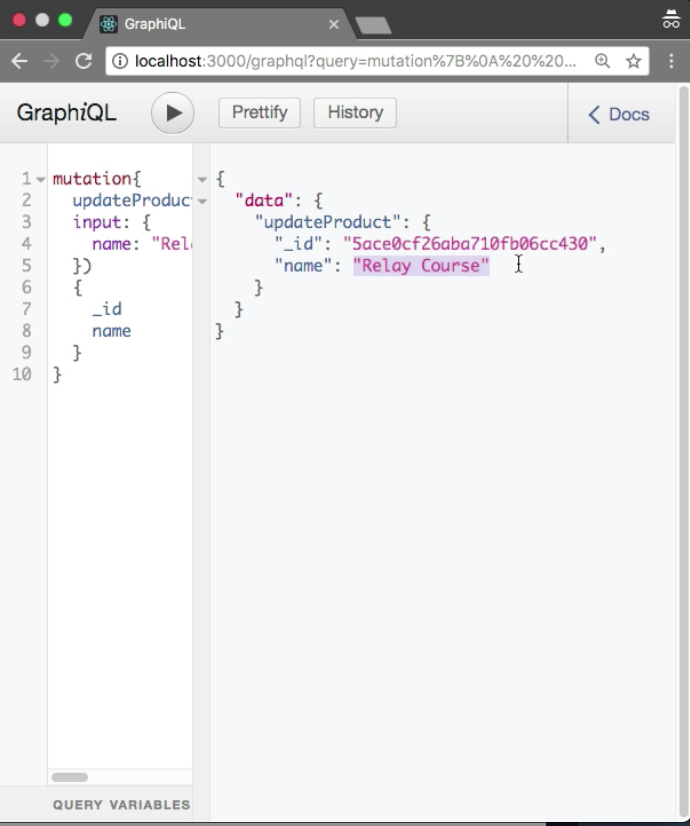 GraphiQL
localhost:3000/graphql?query=mutation%7B%0A%20%20...
GraphiQL
Prettify
History
Docs
1 mutation{
2 updateProduc
3 input: {
4 name: "Rel
5 })
6 {
7 _id
8 name
9 }
10 }
{
"data": {
"updateProduct": {
"_id": "5ace0cf26aba710fb06cc430",
"name": "Relay Course"
}
}
}
QUERY VARIABLES